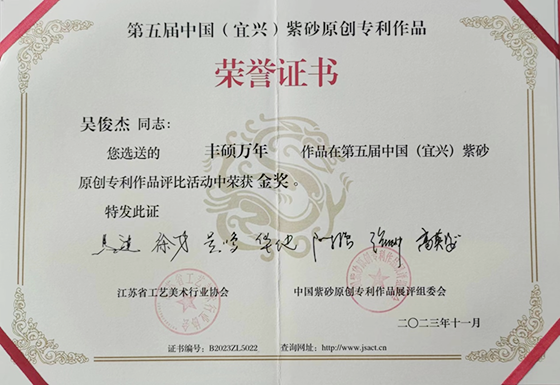 第五届中国（宜兴）紫砂原创专利作品
荣誉证书
吴俊杰 同志：
您选送的 丰硕万年 作品在第五届中国（宜兴）紫砂
原创专利作品评比活动中荣获 金奖 。
特发此证
江苏省工艺美术行业协会 中国紫砂原创专利作品展评组委会
二〇二三年十一月
证书编号：B2023ZL5022 查询网址：http://www.jsact.cn